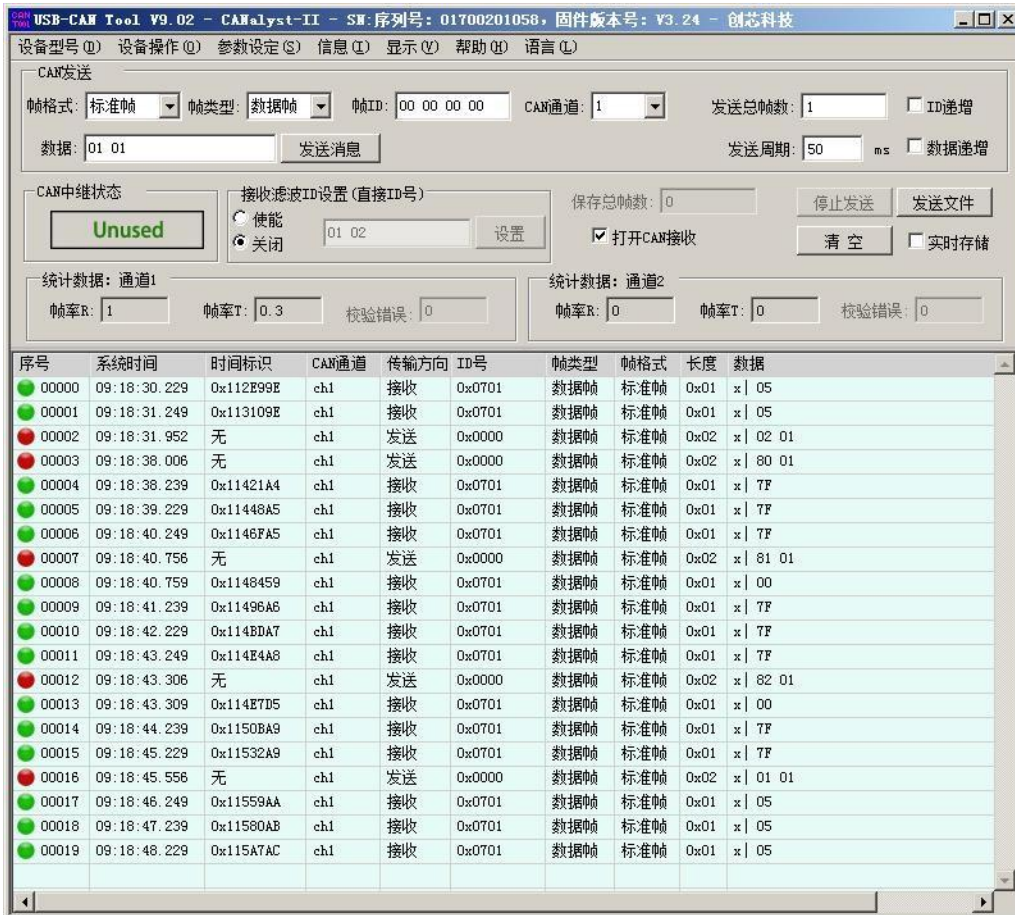 CAN TOOL USB-CAN Tool V9.02 - CANalyst-II - SN:序列号: 01700201058, 固件版本号: V3.24 - 创芯科技
设备型号(D) 设备操作(O) 参数设定(S) 信息(I) 显示(V) 帮助(H) 语言(L)
CAN发送
帧格式: 标准帧 帧类型: 数据帧 帧ID: 00 00 00 00 CAN通道: 1 发送总帧数: 1 ID递增
数据: 01 01 发送消息 发送周期: 50 ms 数据递增
CAN中继状态 接收滤波ID设置(直接ID号) 保存总帧数: 0 停止发送 发送文件
Unused 使能 01 02 设置
关闭 打开CAN接收 清 空 实时存储
统计数据: 通道1 统计数据: 通道2
帧率R: 1 帧率T: 0.3 校验错误: 0 帧率R: 0 帧率T: 0 校验错误: 0
序号 系统时间 时间标识 CAN通道 传输方向 ID号 帧类型 帧格式 长度 数据
00000 09:18:30.229 0x112E99E ch1 接收 0x0701 数据帧 标准帧 0x01 x| 05
00001 09:18:31.249 0x113109E ch1 接收 0x0701 数据帧 标准帧 0x01 x| 05
00002 09:18:31.952 无 ch1 发送 0x0000 数据帧 标准帧 0x02 x| 02 01
00003 09:18:38.006 无 ch1 发送 0x0000 数据帧 标准帧 0x02 x| 80 01
00004 09:18:38.239 0x11421A4 ch1 接收 0x0701 数据帧 标准帧 0x01 x| 7F
00005 09:18:39.229 0x11448A5 ch1 接收 0x0701 数据帧 标准帧 0x01 x| 7F
00006 09:18:40.249 0x1146FA5 ch1 接收 0x0701 数据帧 标准帧 0x01 x| 7F
00007 09:18:40.756 无 ch1 发送 0x0000 数据帧 标准帧 0x02 x| 81 01
00008 09:18:40.759 0x1148459 ch1 接收 0x0701 数据帧 标准帧 0x01 x| 00
00009 09:18:41.239 0x11496A6 ch1 接收 0x0701 数据帧 标准帧 0x01 x| 7F
00010 09:18:42.229 0x114BDA7 ch1 接收 0x0701 数据帧 标准帧 0x01 x| 7F
00011 09:18:43.249 0x114E4A8 ch1 接收 0x0701 数据帧 标准帧 0x01 x| 7F
00012 09:18:43.306 无 ch1 发送 0x0000 数据帧 标准帧 0x02 x| 82 01
00013 09:18:43.309 0x114E7D5 ch1 接收 0x0701 数据帧 标准帧 0x01 x| 00
00014 09:18:44.239 0x1150BA9 ch1 接收 0x0701 数据帧 标准帧 0x01 x| 7F
00015 09:18:45.229 0x11532A9 ch1 接收 0x0701 数据帧 标准帧 0x01 x| 7F
00016 09:18:45.556 无 ch1 发送 0x0000 数据帧 标准帧 0x02 x| 01 01
00017 09:18:46.249 0x11559AA ch1 接收 0x0701 数据帧 标准帧 0x01 x| 05
00018 09:18:47.239 0x11580AB ch1 接收 0x0701 数据帧 标准帧 0x01 x| 05
00019 09:18:48.229 0x115A7AC ch1 接收 0x0701 数据帧 标准帧 0x01 x| 05